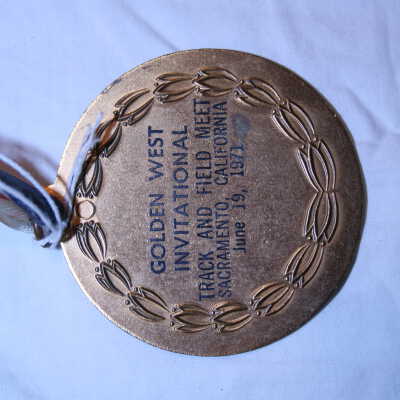 GOLDEN WEST
INVITATIONAL
TRACK AND FIELD MEET
SACRAMENTO, CALIFORNIA
June 19, 1971